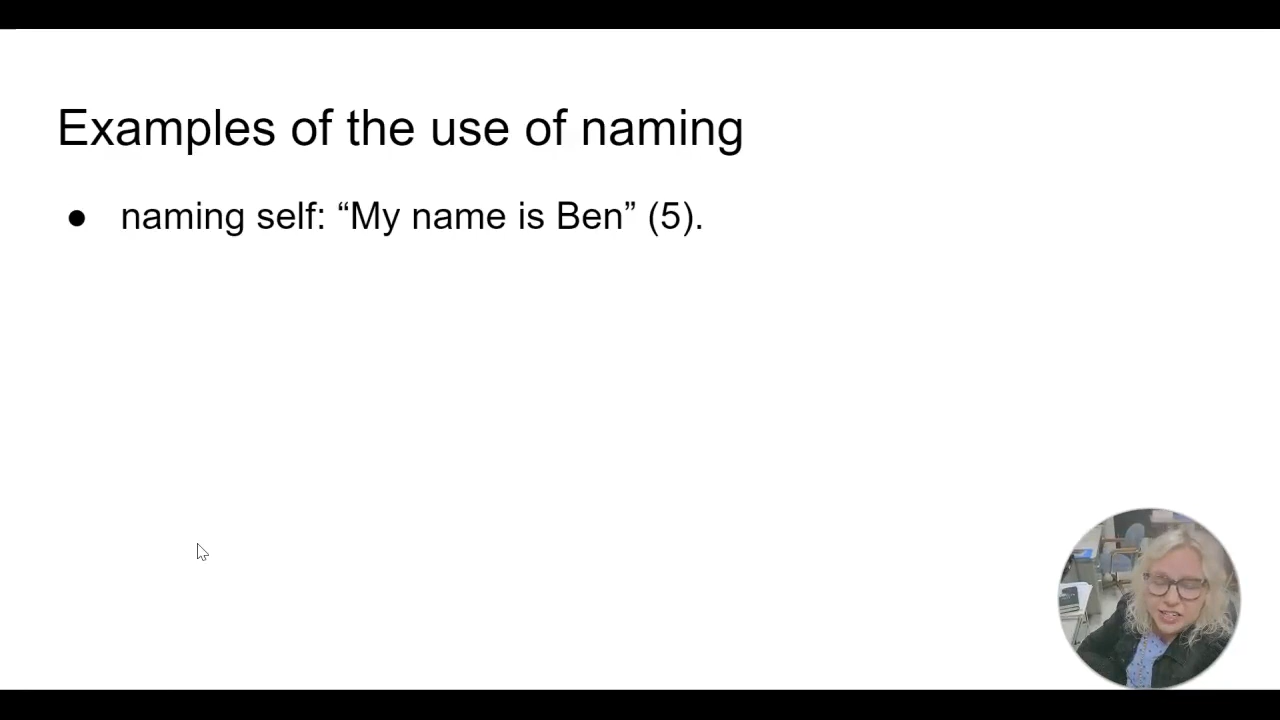 Examples of the use of naming
● naming self: “My name is Ben” (5).